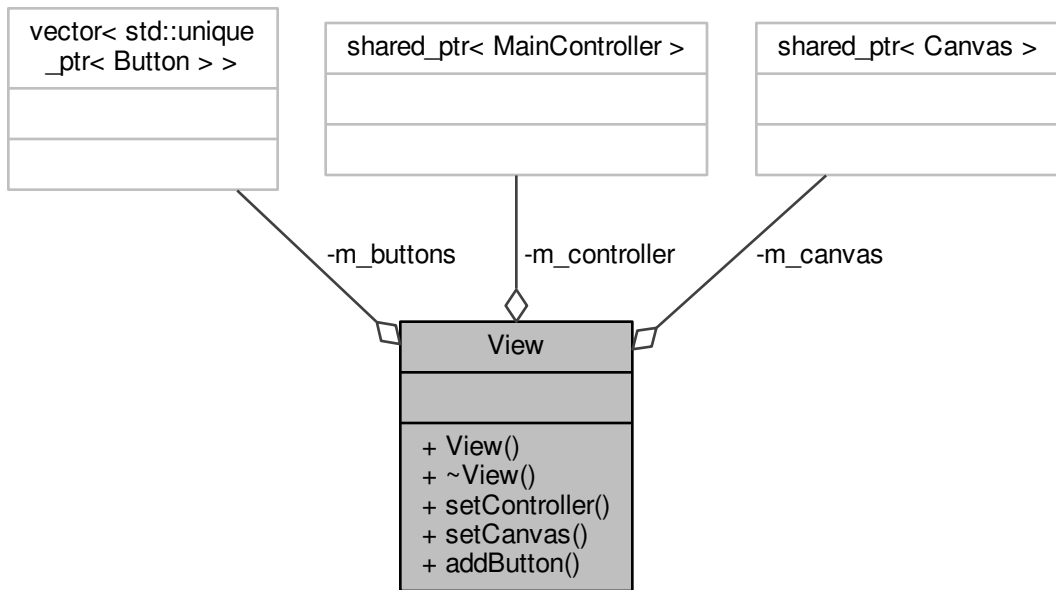 vector< std::unique
_ptr< Button > >
shared_ptr< MainController >
shared_ptr< Canvas >
-m_buttons
-m_controller
-m_canvas
View
+ View()
+ ~View()
+ setController()
+ setCanvas()
+ addButton()